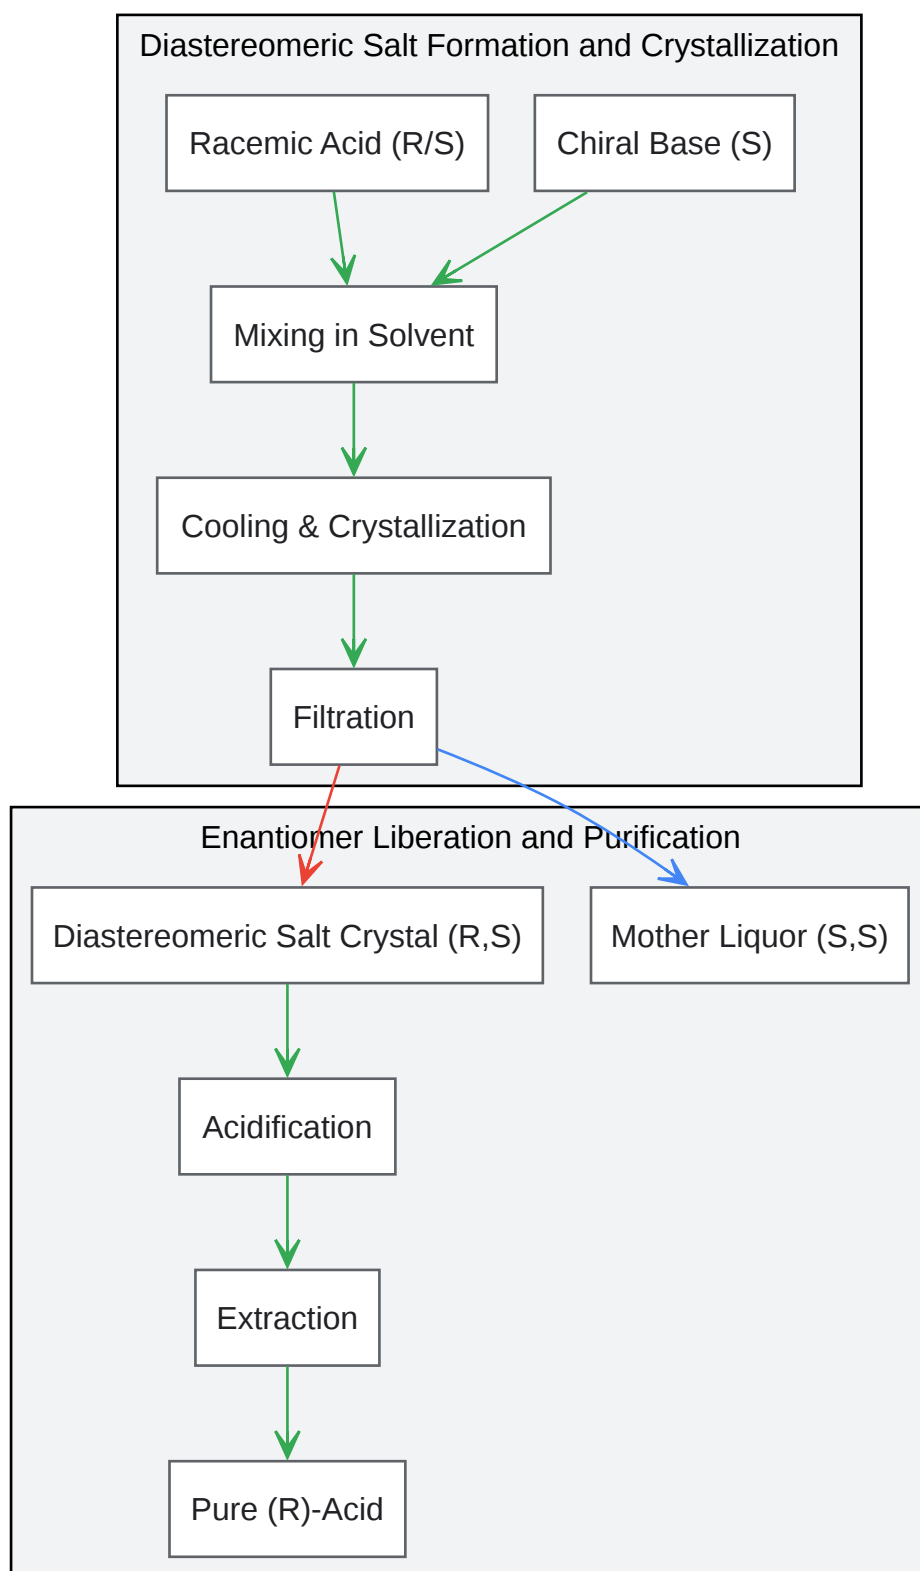 Diastereomeric Salt Formation and Crystallization
Racemic Acid (R/S)
Chiral Base (S)
Mixing in Solvent
Cooling & Crystallization
Filtration
Enantiomer Liberation and Purification
Diastereomeric Salt Crystal (R,S)
Mother Liquor (S,S)
Acidification
Extraction
Pure (R)-Acid